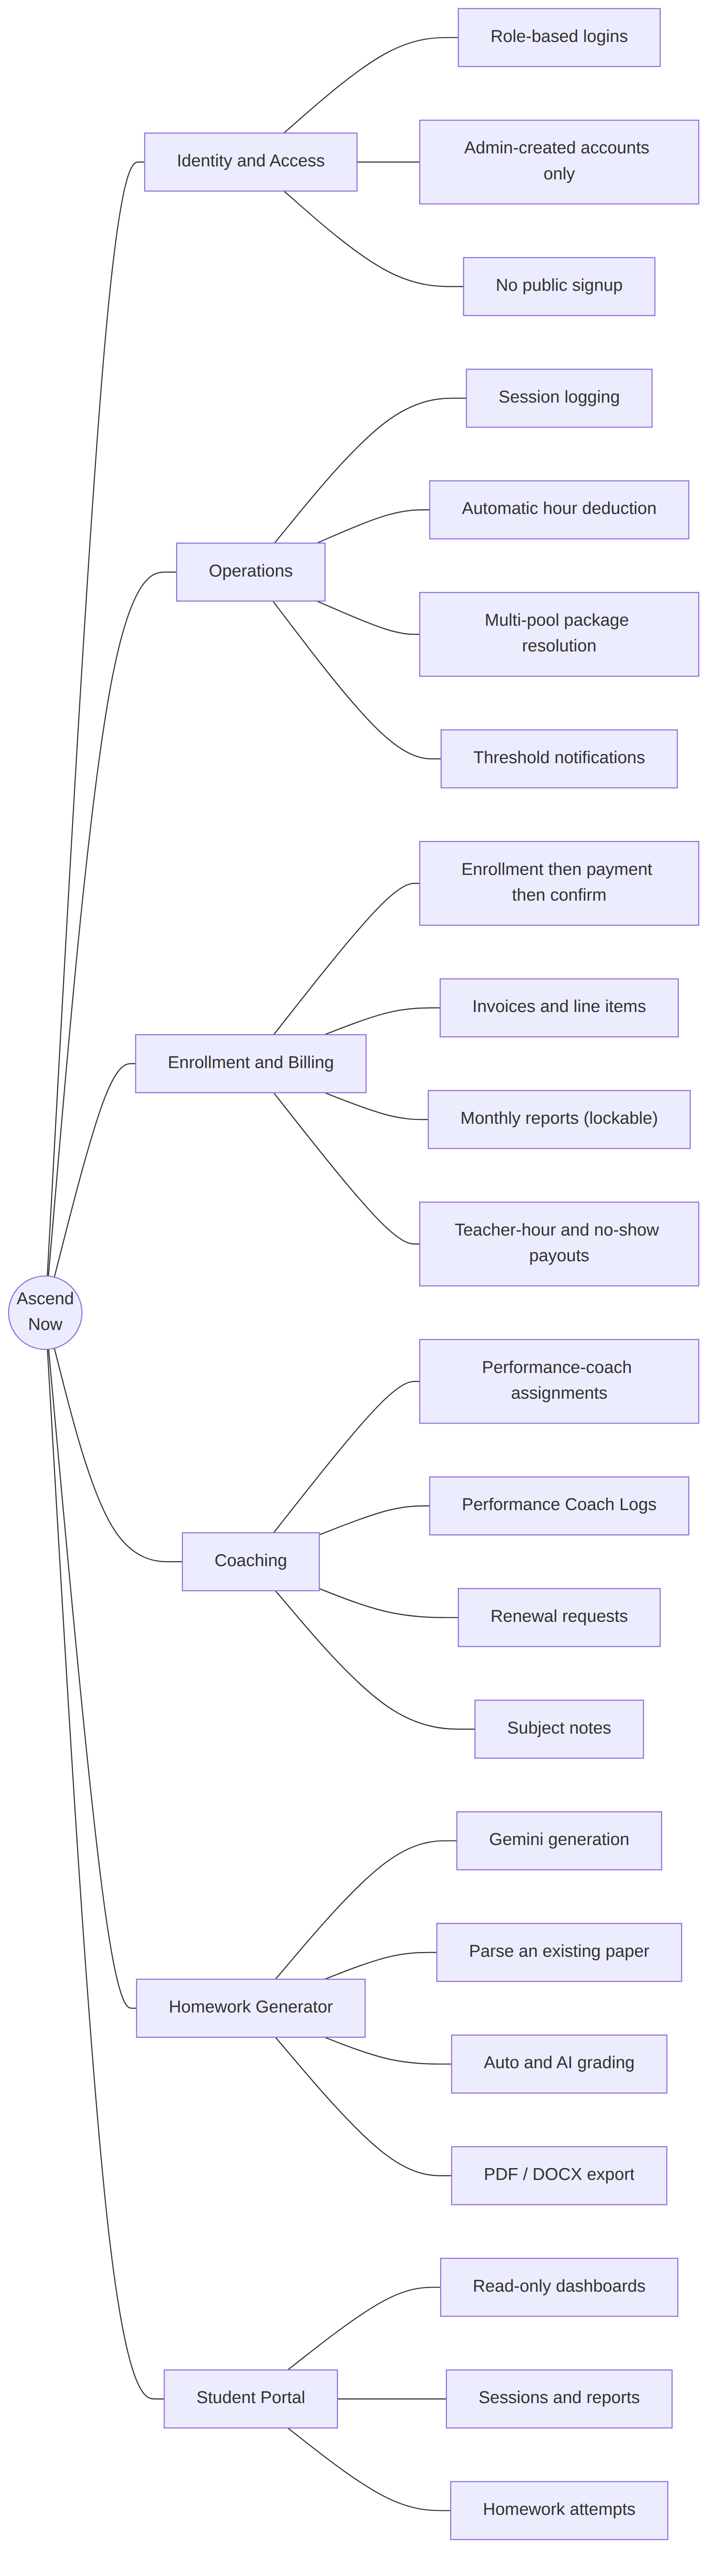 Role-based logins
Identity and Access
Admin-created accounts
only
No public signup
Session logging
Automatic hour deduction
Operations
Multi-pool package
resolution
Threshold notifications
Enrollment then payment
then confirm
Invoices and line items
Enrollment and Billing
Monthly reports (lockable)
Teacher-hour and no-show
payouts
Ascend
Now
Performance-coach
assignments
Performance Coach Logs
Coaching
Renewal requests
Subject notes
Gemini generation
Parse an existing paper
Homework Generator
Auto and AI grading
PDF / DOCX export
Read-only dashboards
Student Portal
Sessions and reports
Homework attempts